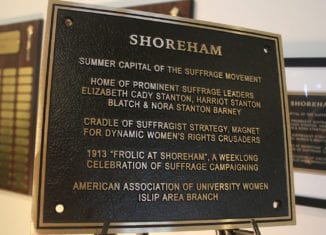 SHOREHAM
SUMMER CAPITAL OF THE SUFFRAGE MOVEMENT
HOME OF PROMINENT SUFFRAGE LEADERS
ELIZABETH CADY STANTON, HARRIOT STANTON
BLATCH & NORA STANTON BARNEY
CRADLE OF SUFFRAGIST STRATEGY, MAGNET
FOR DYNAMIC WOMEN'S RIGHTS CRUSADERS
1913 "FROLIC AT SHOREHAM", A WEEKLONG
CELEBRATION OF SUFFRAGE CAMPAIGNING
AMERICAN ASSOCIATION OF UNIVERSITY WOMEN
ISLIP AREA BRANCH